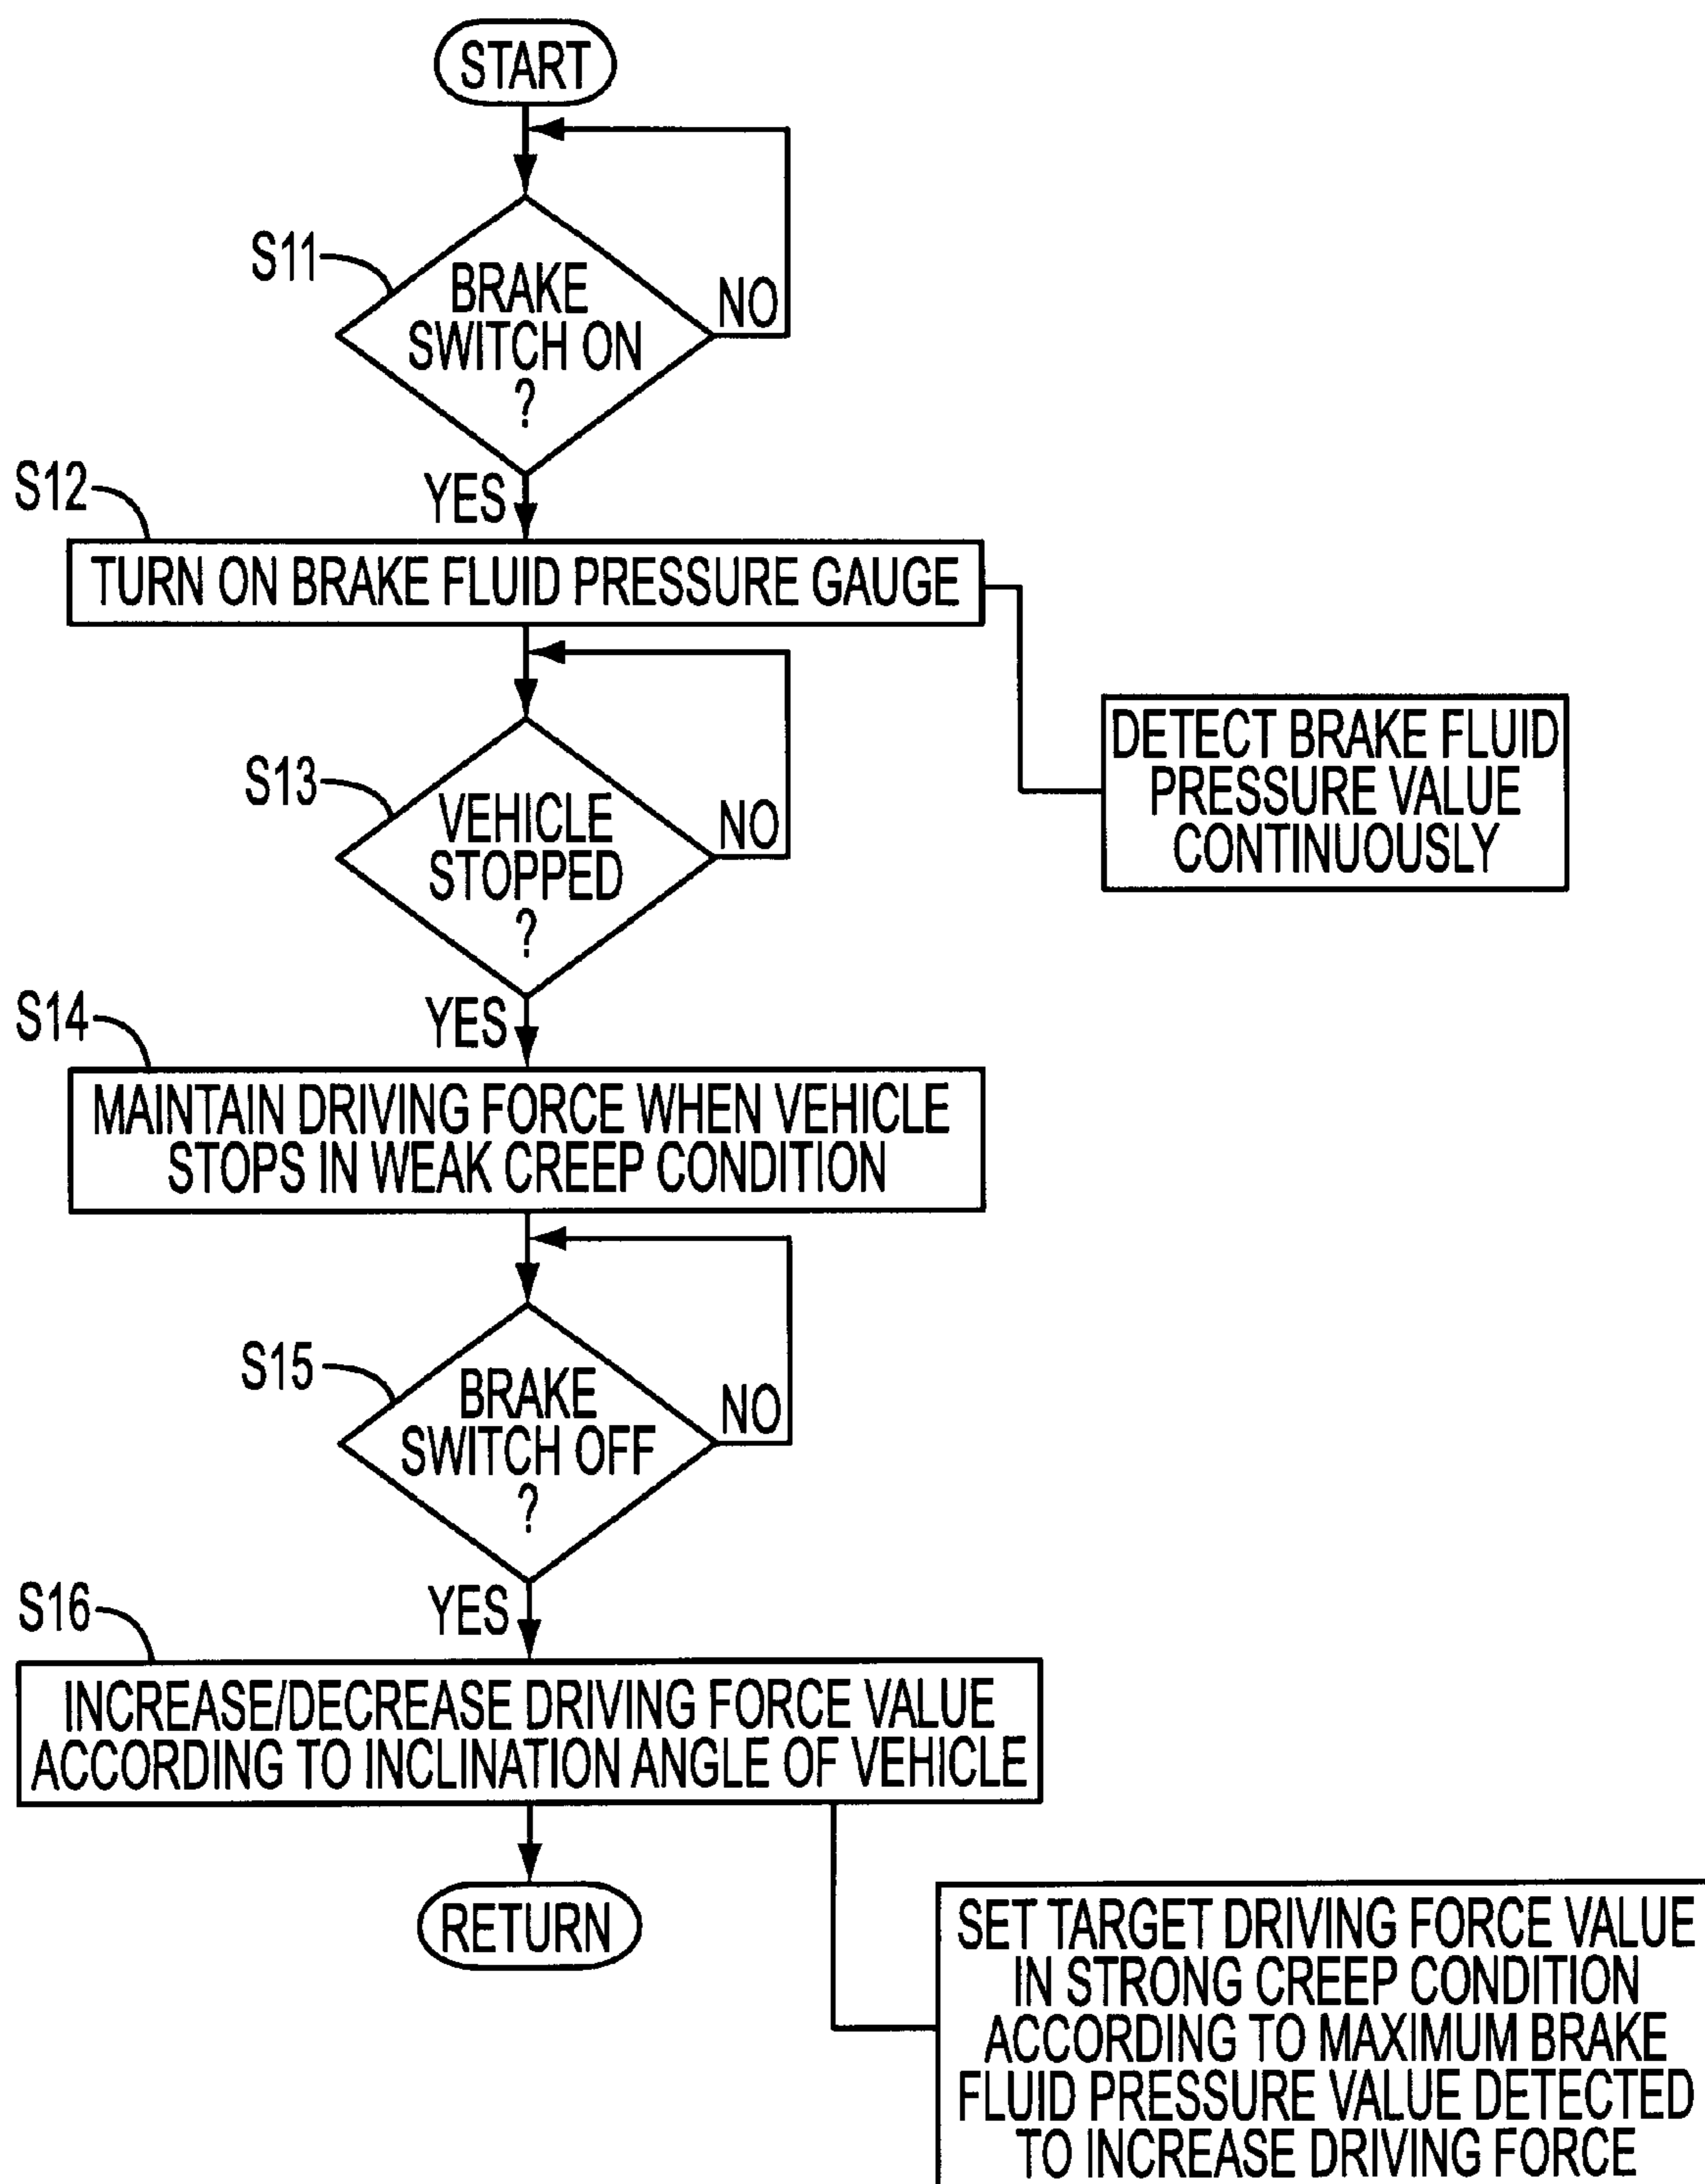 START
S11
BRAKE
SWITCH ON
?
NO
YES
S12
TURN ON BRAKE FLUID PRESSURE GAUGE
DETECT BRAKE FLUID
PRESSURE VALUE
CONTINUOUSLY
S13
VEHICLE
STOPPED
?
NO
YES
S14
MAINTAIN DRIVING FORCE WHEN VEHICLE
STOPS IN WEAK CREEP CONDITION
S15
BRAKE
SWITCH OFF
?
NO
YES
S16
INCREASE/DECREASE DRIVING FORCE VALUE
ACCORDING TO INCLINATION ANGLE OF VEHICLE
RETURN
SET TARGET DRIVING FORCE VALUE
IN STRONG CREEP CONDITION
ACCORDING TO MAXIMUM BRAKE
FLUID PRESSURE VALUE DETECTED
TO INCREASE DRIVING FORCE